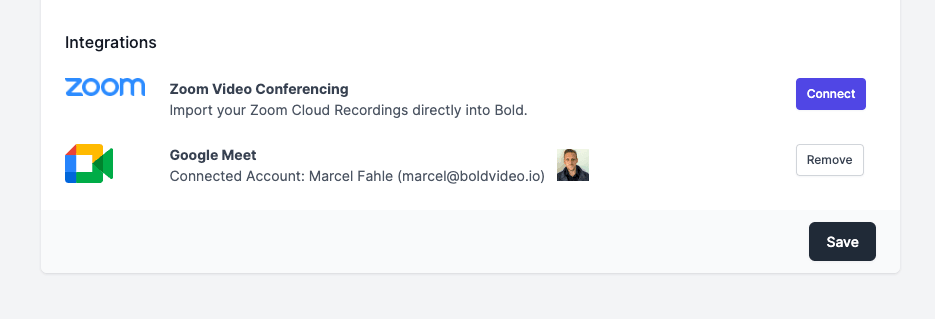 Integrations
zoom
Zoom Video Conferencing
Import your Zoom Cloud Recordings directly into Bold.
Connect
Google Meet
Connected Account: Marcel Fahle (marcel@boldvideo.io)
Remove
Save